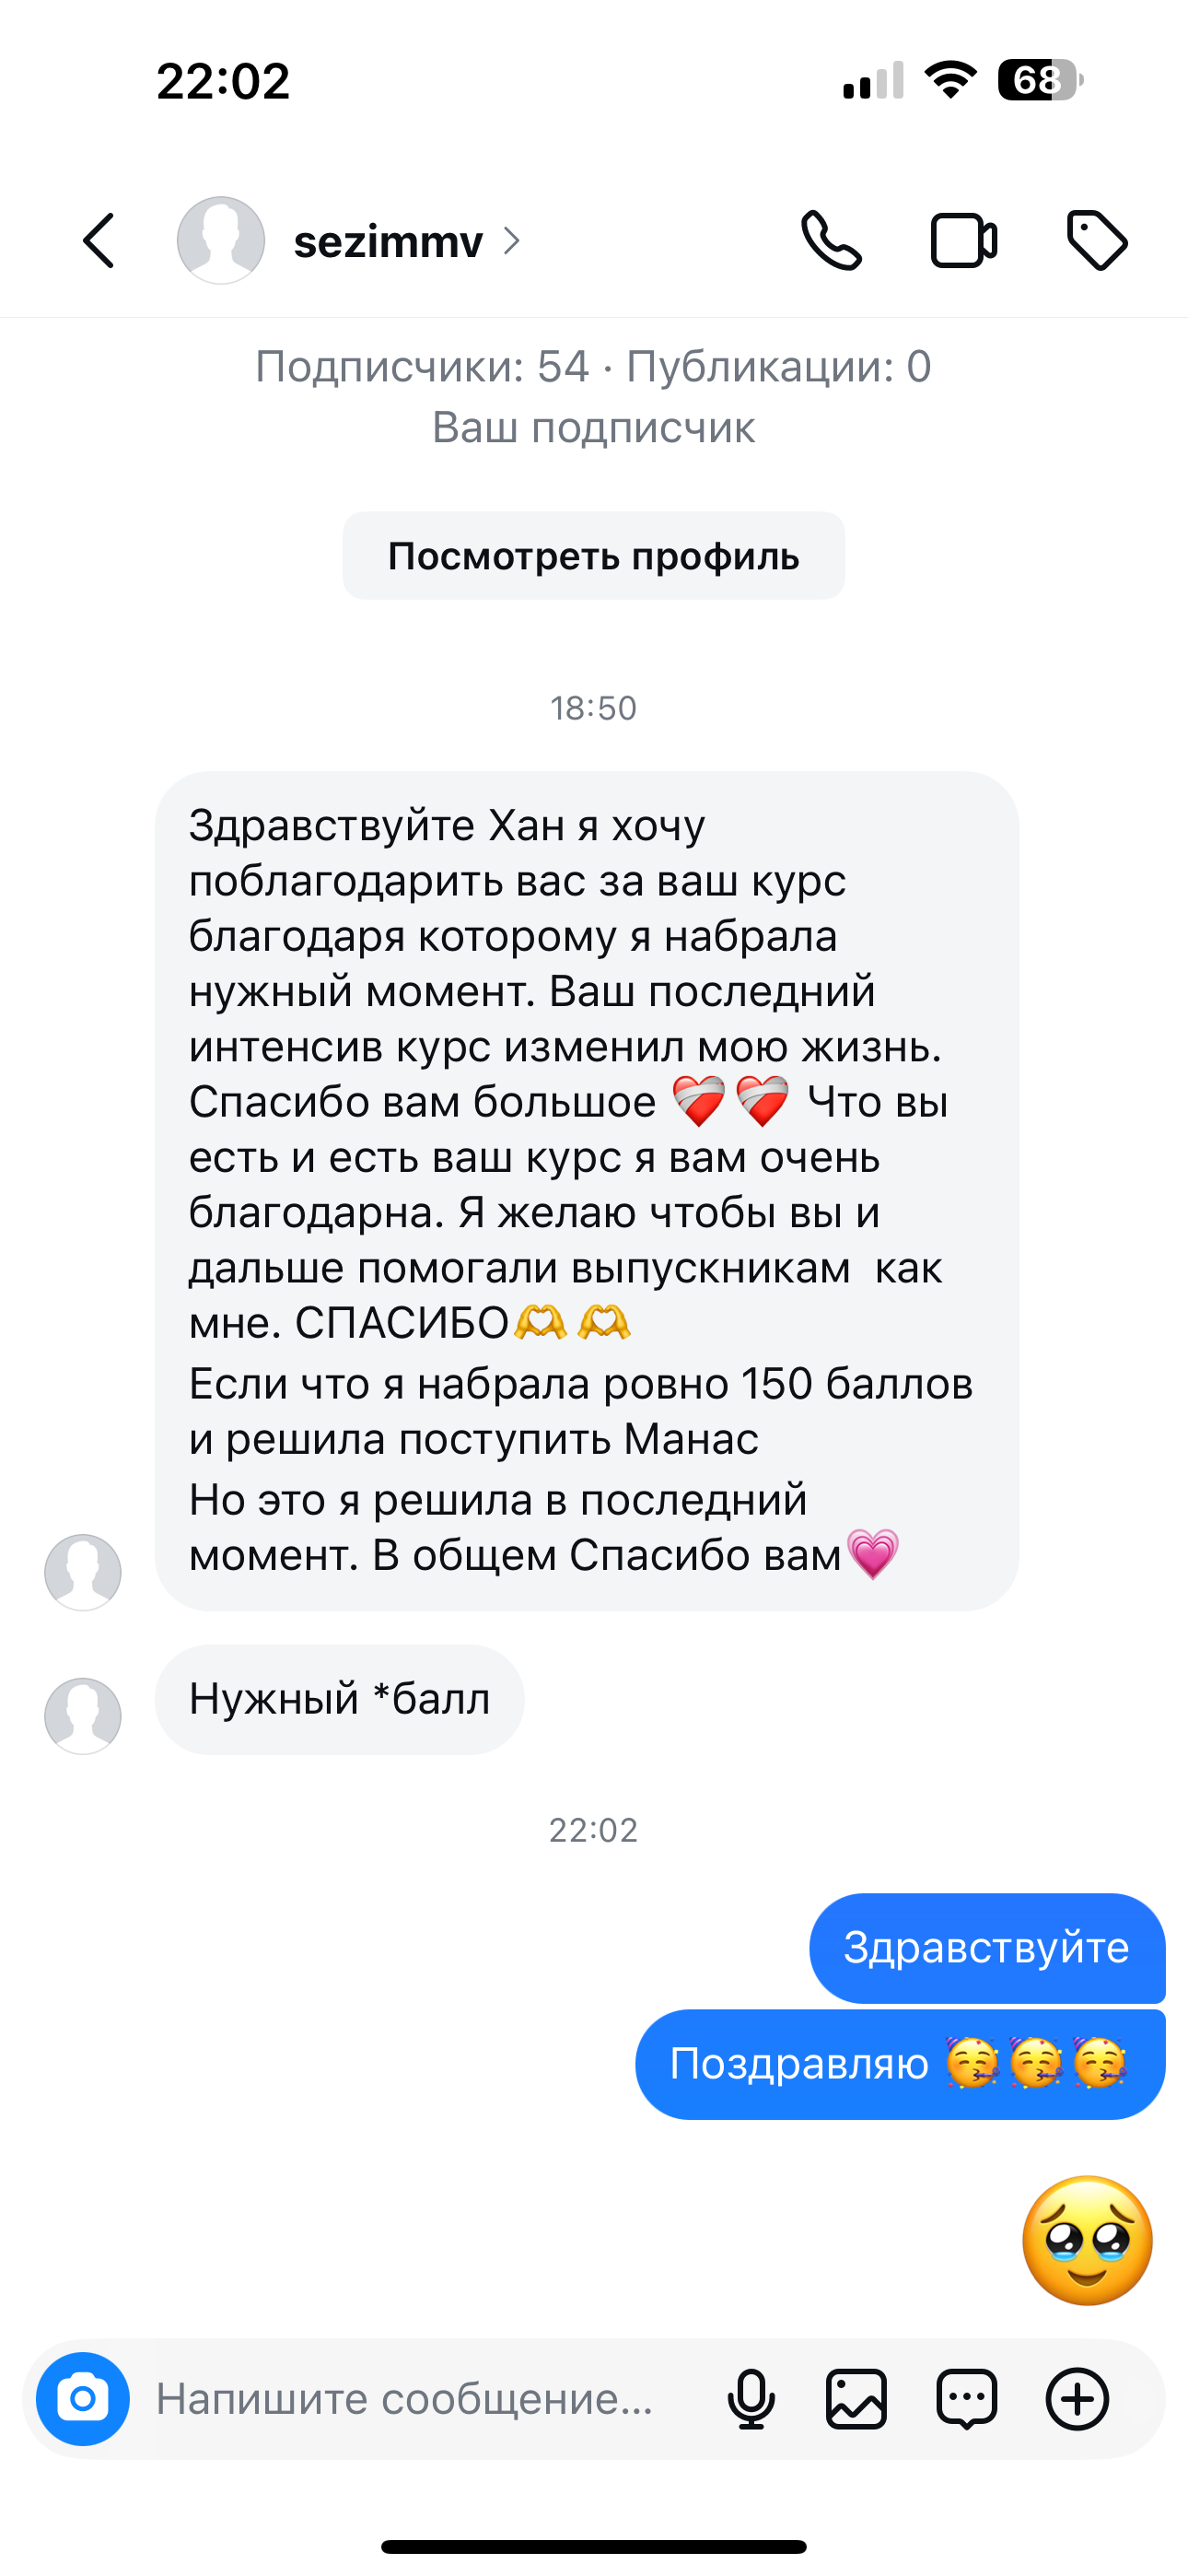 22:02
68
sezimmv
Подписчики: 54 · Публикации: 0
Ваш подписчик
Посмотреть профиль
18:50
Здравствуйте Хан я хочу
поблагодарить вас за ваш курс
благодаря которому я набрала
нужный момент. Ваш последний
интенсив курс изменил мою жизнь.
Спасибо вам большое ❤️‍🩹❤️‍🩹 Что вы
есть и есть ваш курс я вам очень
благодарна. Я желаю чтобы вы и
дальше помогали выпускникам  как
мне. СПАСИБО🫶🫶
Если что я набрала ровно 150 баллов
и решила поступить Манас
Но это я решила в последний
момент. В общем Спасибо вам💗
Нужный *балл
22:02
Здравствуйте
Поздравляю 🥳🥳🥳
🥹
Напишите сообщение...